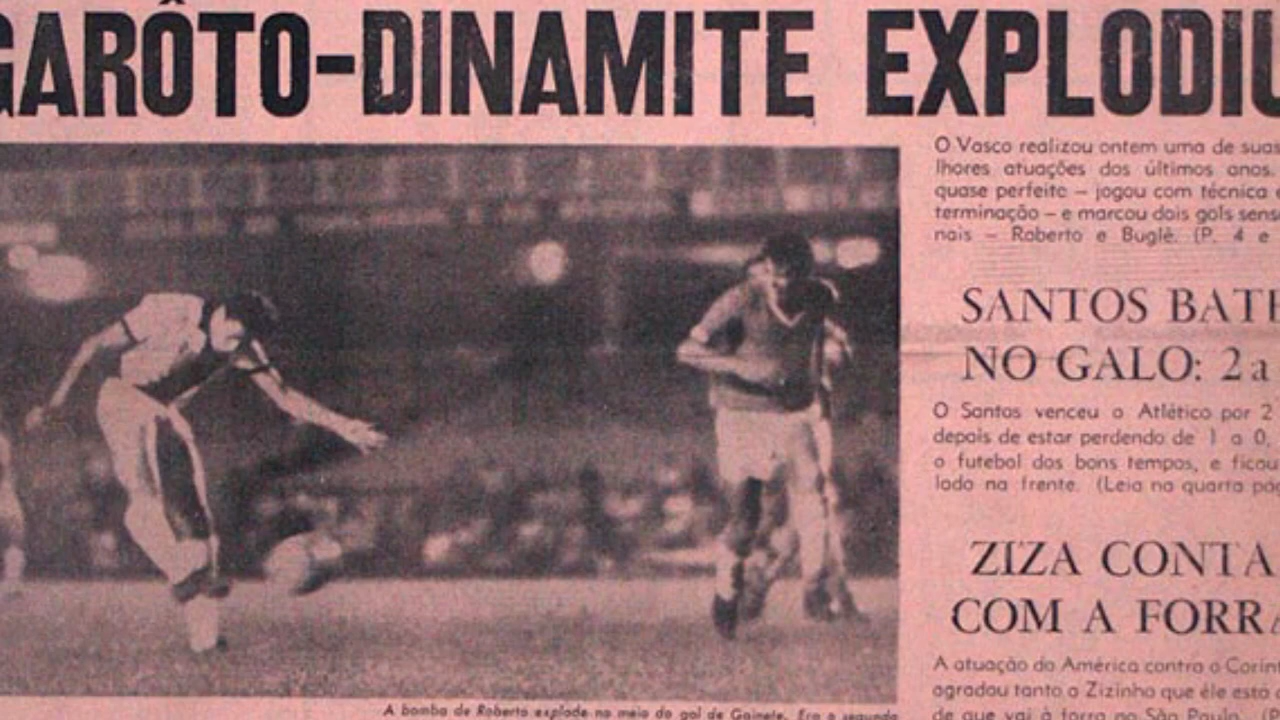 GARÔTO-DINAMITE EXPLODIU
O Vasco realizou ontem uma de suas
lhores atuações dos últimos anos.
quase perfeito – jogou com técnica
terminação – e marcou dois gols sens
nais – Roberto e Buglê. (P. 4 e
SANTOS BATE
NO GALO: 2 a
O Santos venceu o Atlético por 2
depois de estar perdendo de 1 a 0,
o futebol dos bons tempos, e ficou
lado na frente. (Leia na quarta pág
ZIZA CONTA
COM A FORRA
A atuação do América contra o Corint
agradou tanto a Zizinho que êle está
de que vai à forra no São Paulo. (P
A bomba de Roberto explode no meio do gol de Gainete. Era o segundo